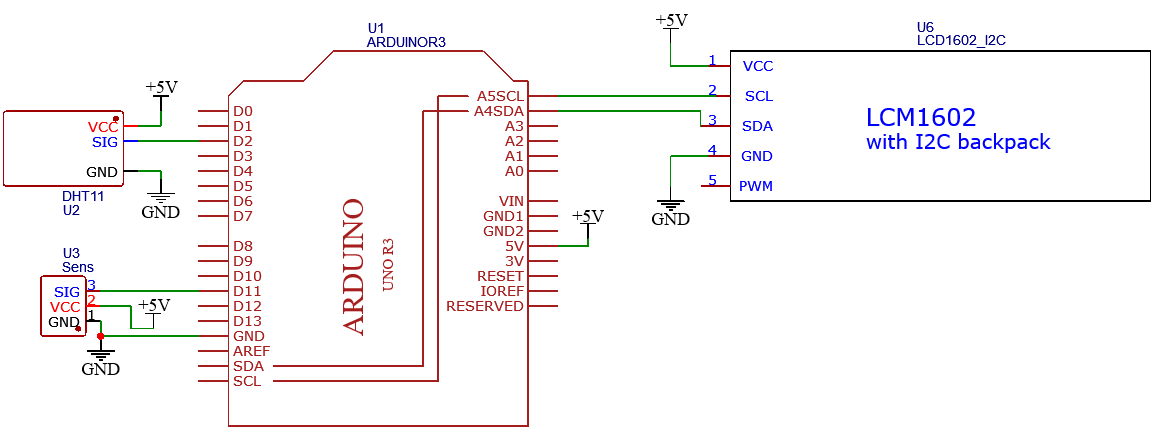 U1
ARDUINOR3
D0
D1
D2
D3
D4
D5
D6
D7
D8
D9
D10
D11
D12
D13
GND
AREF
SDA
SCL
A5SCL
A4SDA
A3
A2
A1
A0
VIN
GND1
GND2
5V
3V
RESET
IOREF
RESERVED
ARDUINO
UNO R3
+5V
VCC
SIG
GND
DHT11
U2
GND
U3
Sens
SIG 3
VCC 2
GND 1
+5V
GND
+5V
+5V
U6
LCD1602_I2C
1 VCC
2 SCL
3 SDA
4 GND
5 PWM
LCM1602
with I2C backpack
GND